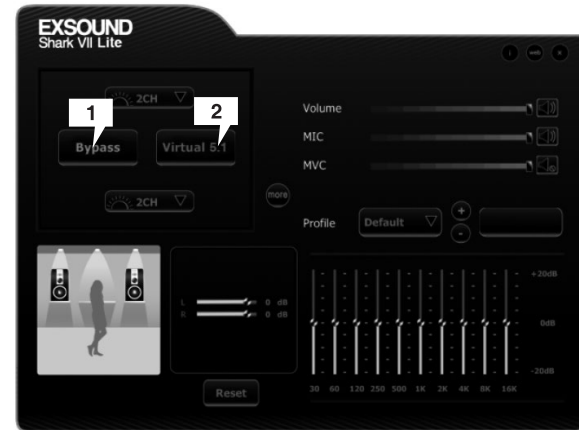 EXSOUND
Shark VII Lite
i web x
2CH
1 2
Bypass Virtual 5.1
2CH
more
Volume
MIC
MVC
Profile Default + -
L 0 dB
R 0 dB
Reset
+20dB
0dB
-20dB
30 60 120 250 500 1K 2K 4K 8K 16K